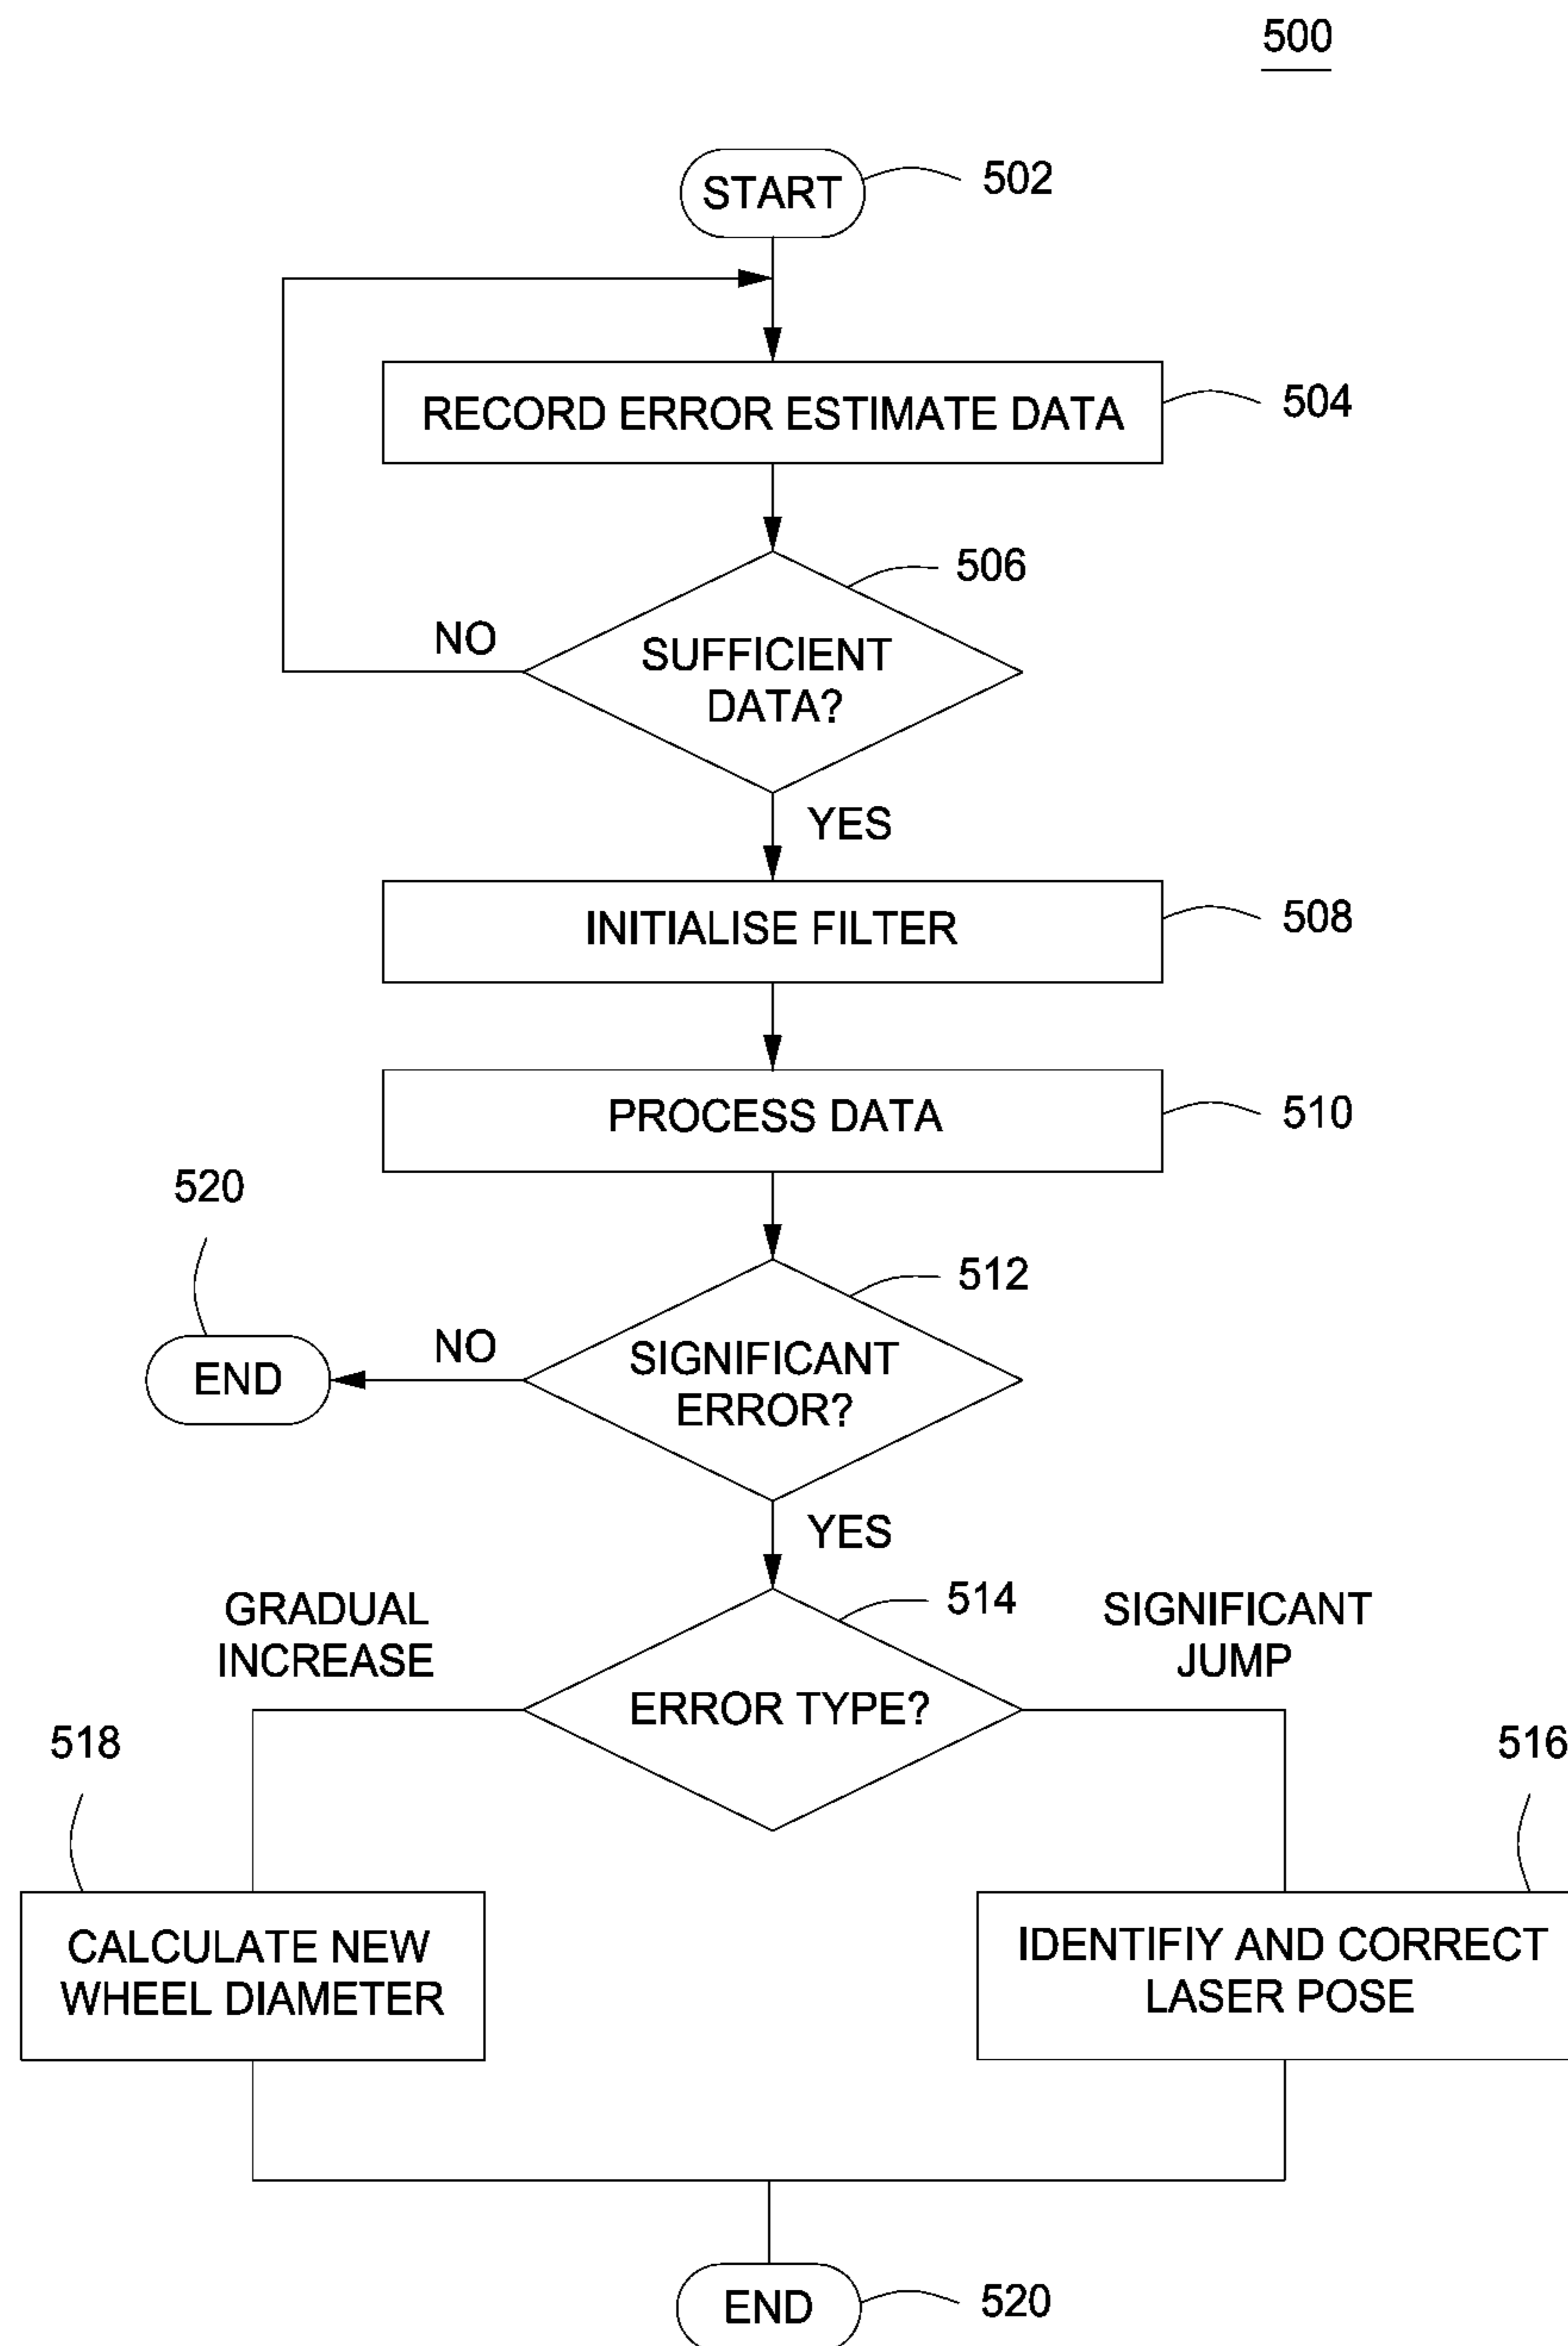 500
START
502
RECORD ERROR ESTIMATE DATA
504
506
NO
SUFFICIENT
DATA?
YES
INITIALISE FILTER
508
PROCESS DATA
510
520
512
END
NO
SIGNIFICANT
ERROR?
YES
GRADUAL
INCREASE
514
SIGNIFICANT
JUMP
ERROR TYPE?
518
516
CALCULATE NEW
WHEEL DIAMETER
IDENTIFIY AND CORRECT
LASER POSE
END
520